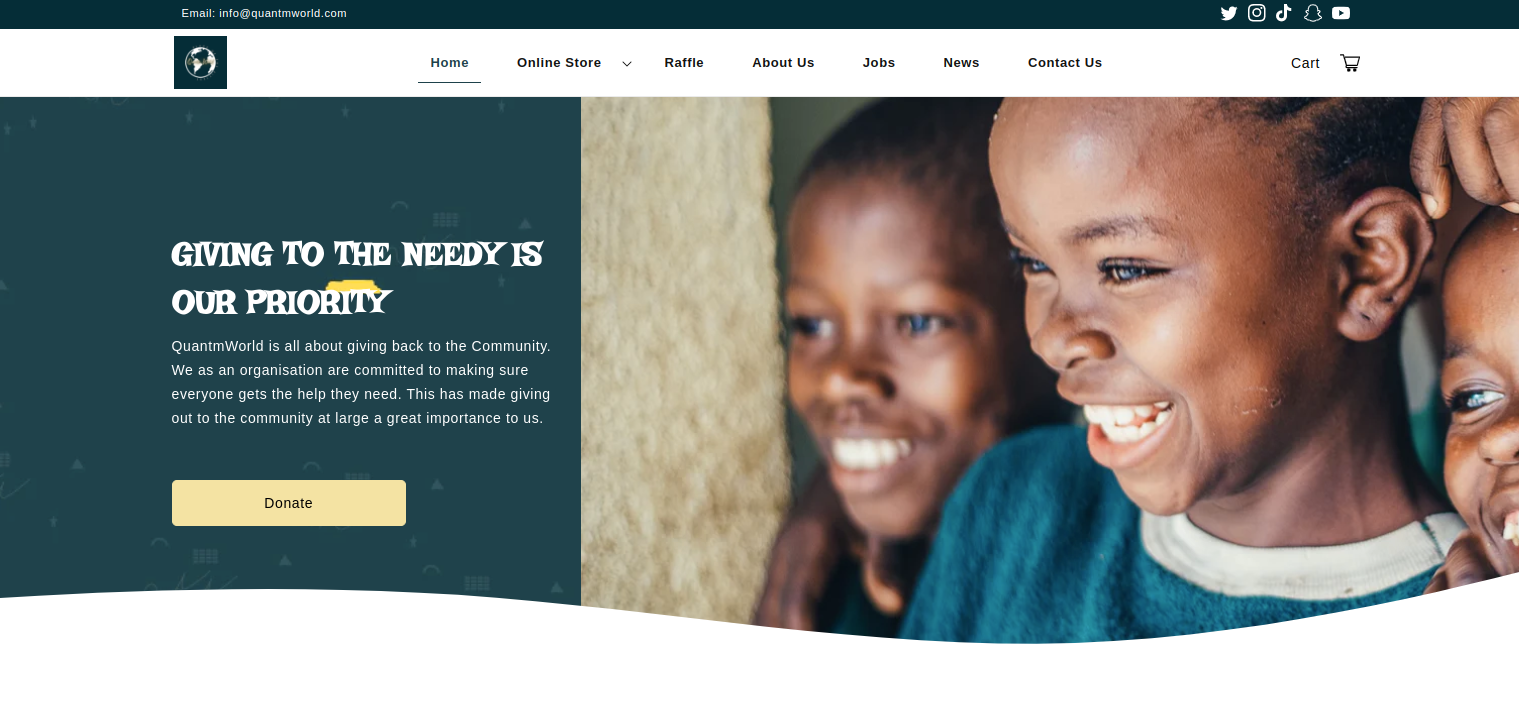 Email: info@quantmworld.com
Home Online Store Raffle About Us Jobs News Contact Us Cart
GIVING TO THE NEEDY IS
OUR PRIORITY
QuantmWorld is all about giving back to the Community.
We as an organisation are committed to making sure
everyone gets the help they need. This has made giving
out to the community at large a great importance to us.
Donate